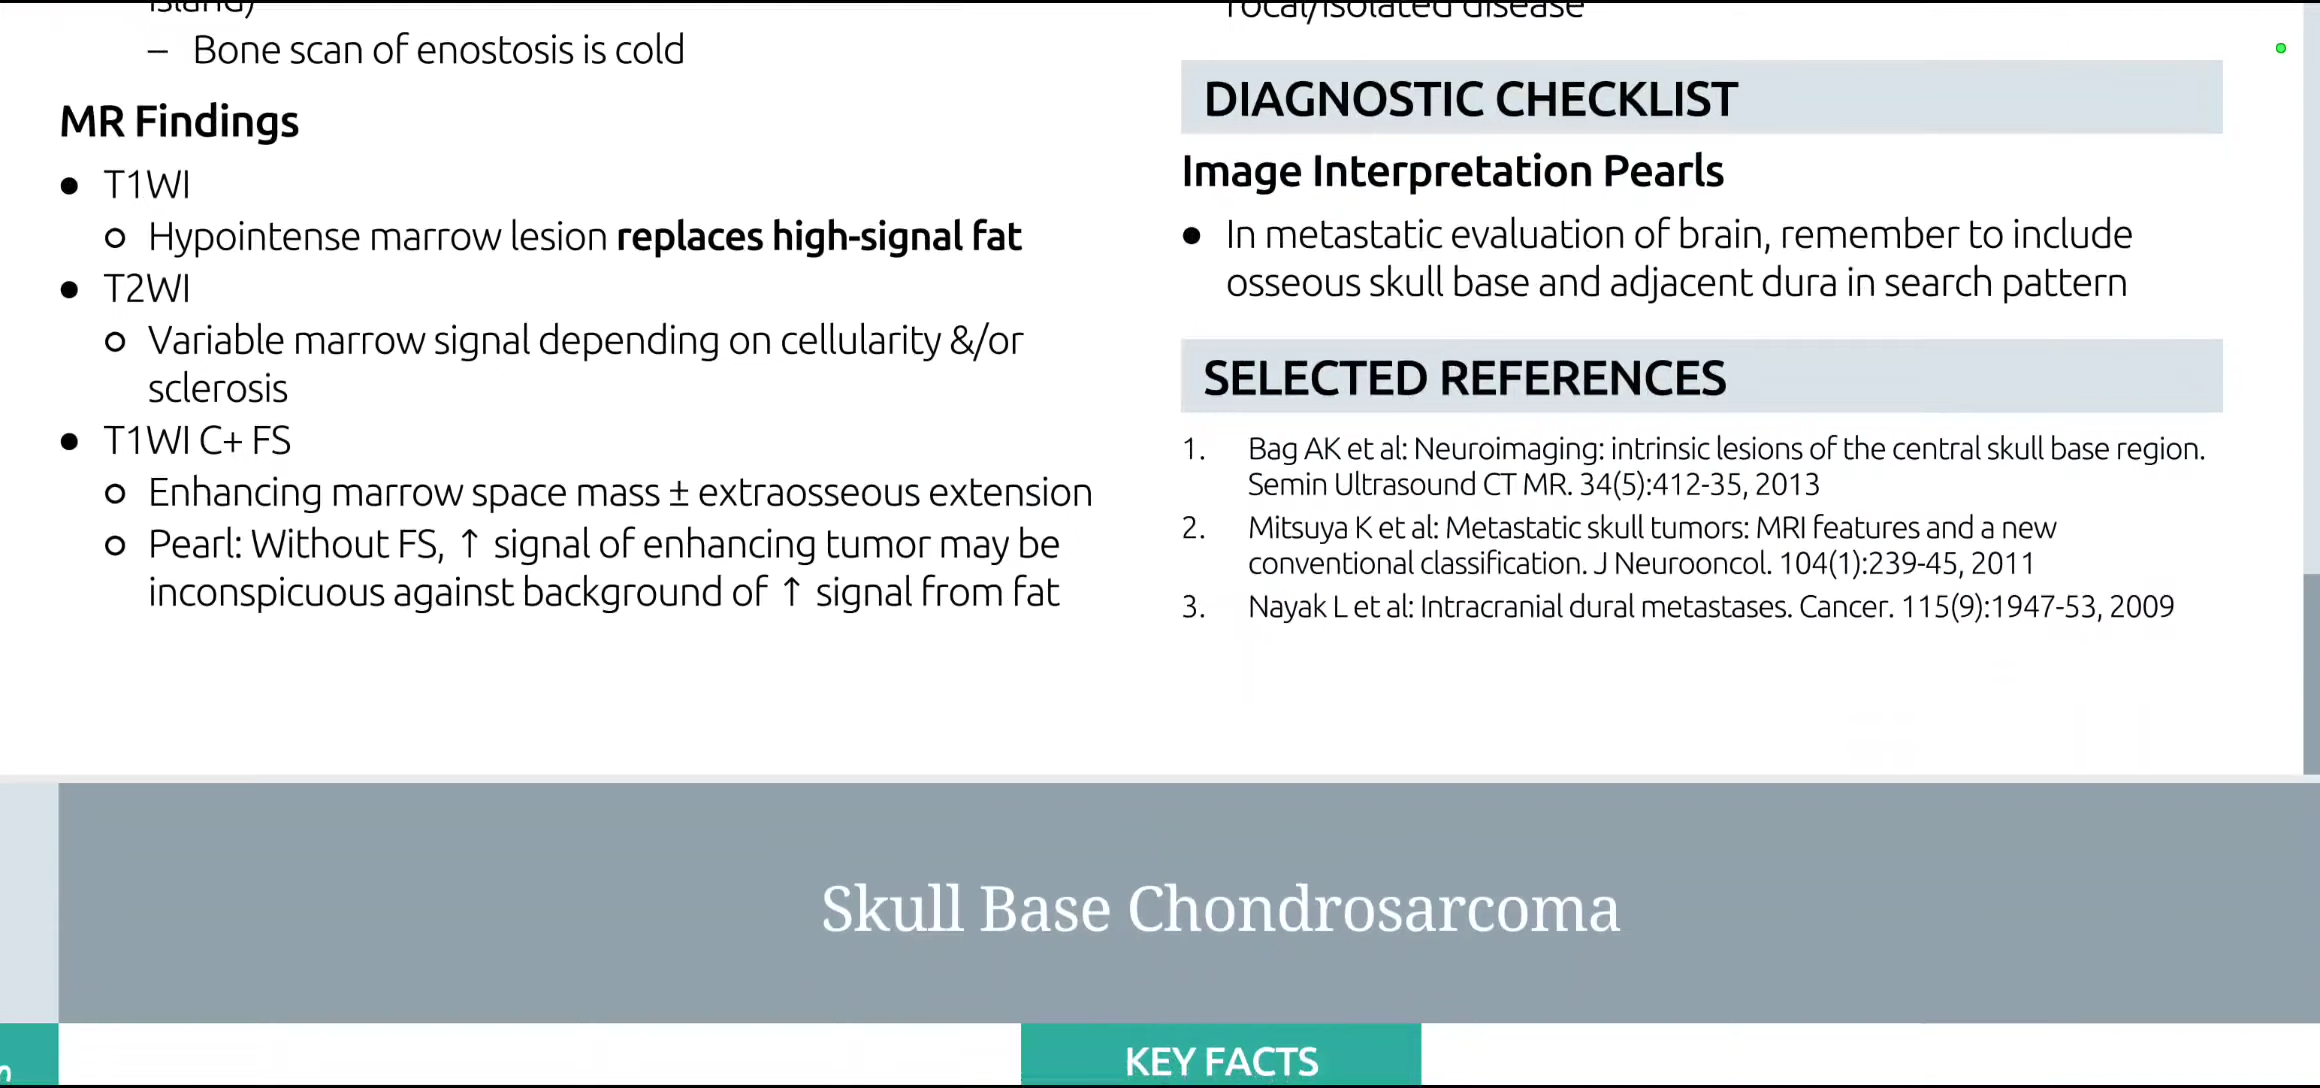 island)
– Bone scan of enostosis is cold
MR Findings
● T1WI
○ Hypointense marrow lesion replaces high-signal fat
● T2WI
○ Variable marrow signal depending on cellularity &/or
sclerosis
● T1WI C+ FS
○ Enhancing marrow space mass ± extraosseous extension
○ Pearl: Without FS, ↑ signal of enhancing tumor may be
inconspicuous against background of ↑ signal from fat
focal/isolated disease
DIAGNOSTIC CHECKLIST
Image Interpretation Pearls
● In metastatic evaluation of brain, remember to include
osseous skull base and adjacent dura in search pattern
SELECTED REFERENCES
1. Bag AK et al: Neuroimaging: intrinsic lesions of the central skull base region.
Semin Ultrasound CT MR. 34(5):412-35, 2013
2. Mitsuya K et al: Metastatic skull tumors: MRI features and a new
conventional classification. J Neurooncol. 104(1):239-45, 2011
3. Nayak L et al: Intracranial dural metastases. Cancer. 115(9):1947-53, 2009
Skull Base Chondrosarcoma
KEY FACTS